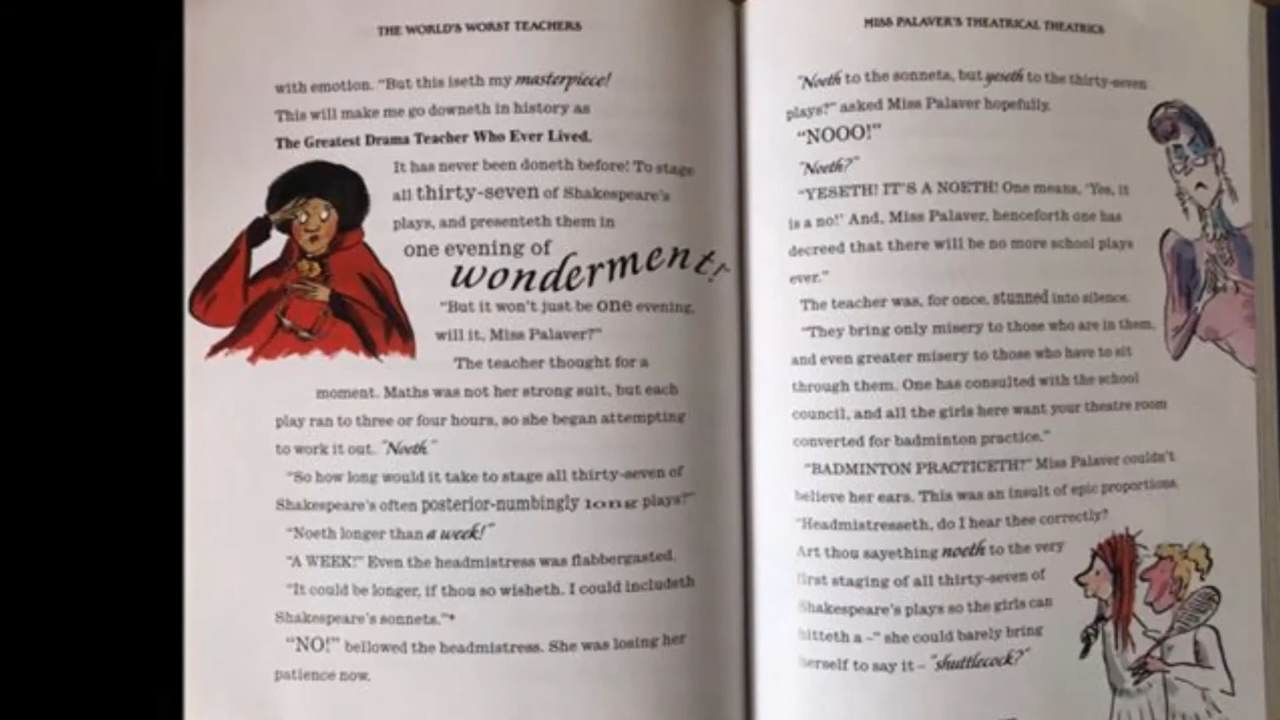 THE WORLD'S WORST TEACHERS
with emotion. "But this iseth my masterpiece!
This will make me go downeth in history as
The Greatest Drama Teacher Who Ever Lived.
It has never been doneth before! To stage
all thirty-seven of Shakespeare's
plays, and presenteth them in
one evening of
wonderment!
"But it won't just be one evening,
will it, Miss Palaver?"
The teacher thought for a
moment. Maths was not her strong suit, but each
play ran to three or four hours, so she began attempting
to work it out. "Noeth."
"So how long would it take to stage all thirty-seven of
Shakespeare's often posterior-numbingly long plays?"
"Noeth longer than a week!"
"A WEEK!" Even the headmistress was flabbergasted.
"It could be longer, if thou so wisheth. I could includeth
Shakespeare's sonnets."*
"NO!" bellowed the headmistress. She was losing her
patience now.
MISS PALAVER'S THEATRICAL THEATRICS
"Noeth to the sonnets, but yeseth to the thirty-seven
plays?" asked Miss Palaver hopefully.
"NOOO!"
"Noeth?"
"YESETH! IT'S A NOETH! One means, 'Yes, it
is a no!' And, Miss Palaver, henceforth one has
decreed that there will be no more school plays
ever."
The teacher was, for once, stunned into silence.
"They bring only misery to those who are in them,
and even greater misery to those who have to sit
through them. One has consulted with the school
council, and all the girls here want your theatre room
converted for badminton practice."
"BADMINTON PRACTICETH?" Miss Palaver couldn't
believe her ears. This was an insult of epic proportions.
"Headmistresseth, do I hear thee correctly?
Art thou sayething noeth to the very
first staging of all thirty-seven of
Shakespeare's plays so the girls can
hitteth a –" she could barely bring
herself to say it – "shuttlecock?"